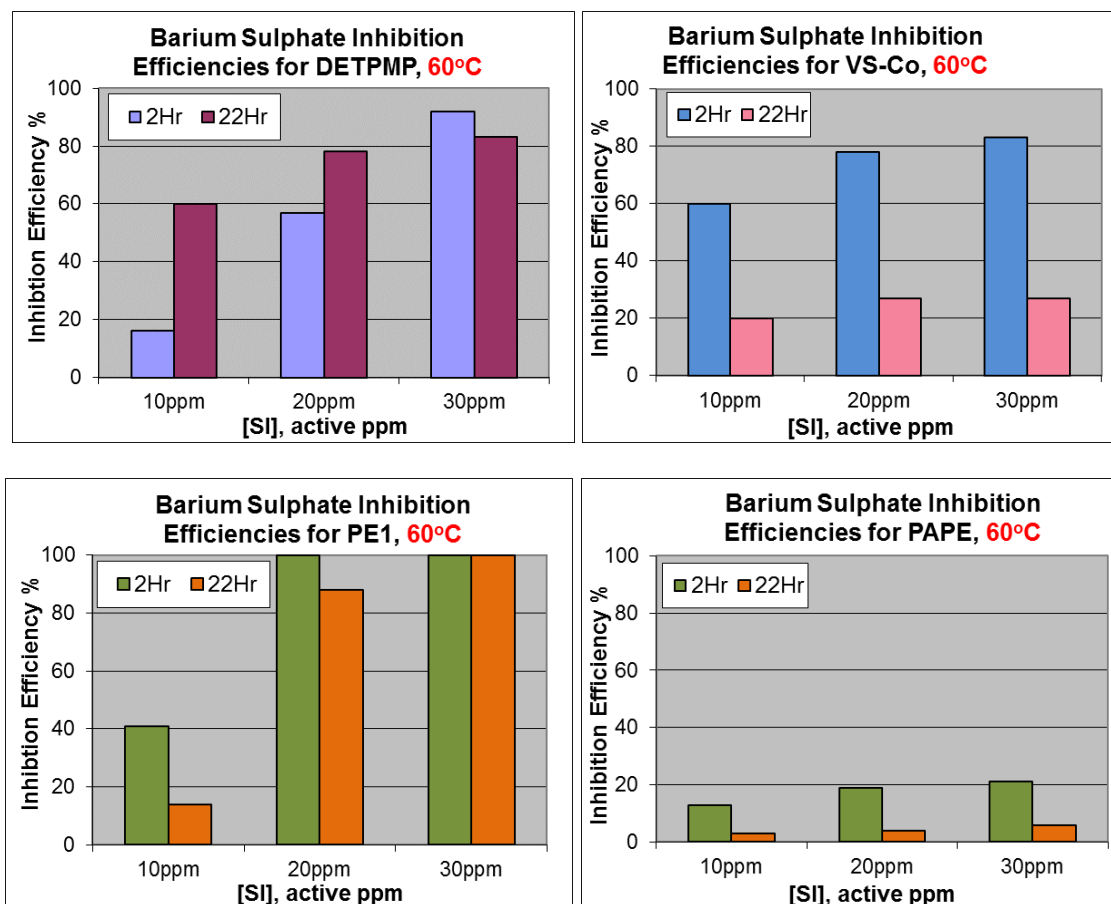 Barium Sulphate Inhibition
Efficiencies for DETPMP, 60oC
Inhibtion Efficiency %
100
80
60
40
20
0
2Hr 22Hr
10ppm 20ppm 30ppm
[SI], active ppm
Barium Sulphate Inhibition
Efficiencies for VS-Co, 60oC
Inhibition Efficiency %
100
80
60
40
20
0
2Hr 22Hr
10ppm 20ppm 30ppm
[SI], active ppm
Barium Sulphate Inhibition
Efficiencies for PE1, 60oC
Inhibtion Efficiency %
100
80
60
40
20
0
2Hr 22Hr
10ppm 20ppm 30ppm
[SI], active ppm
Barium Sulphate Inhibition
Efficiencies for PAPE, 60oC
Inhibtion Efficiency %
100
80
60
40
20
0
2Hr 22Hr
10ppm 20ppm 30ppm
[SI], active ppm